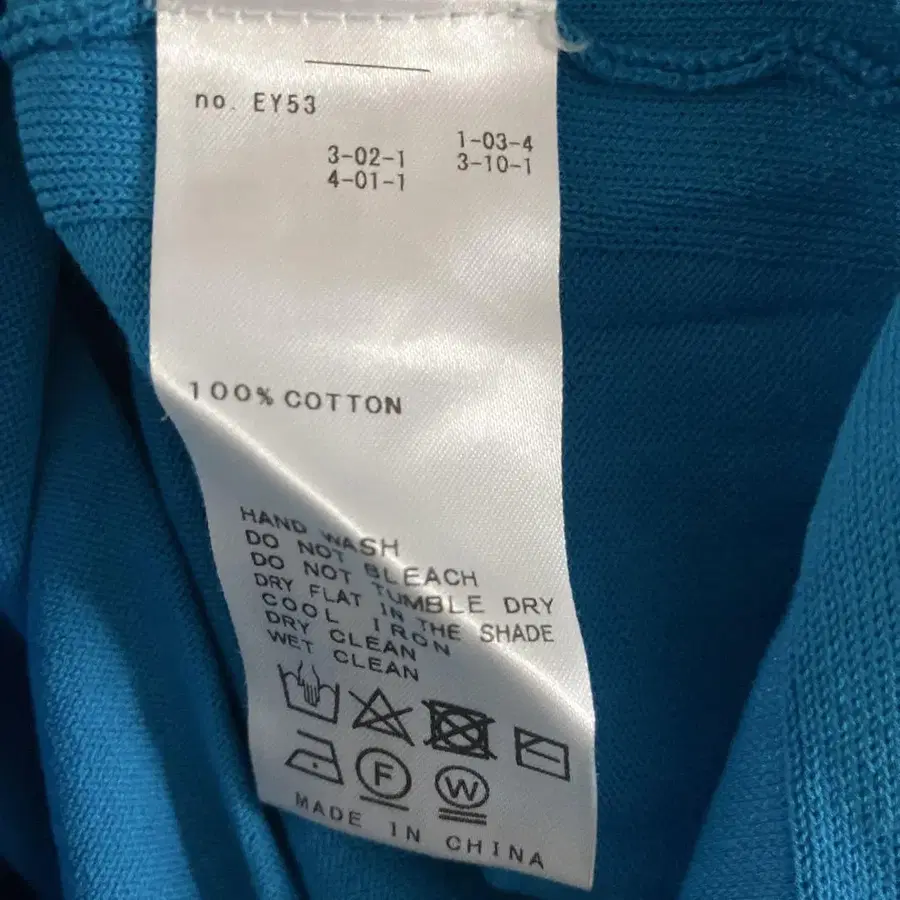 no. EY53
1-03-4
3-02-1 3-10-1
4-01-1
100% COTTON
HAND WASH
DO NOT BLEACH
DO NOT TUMBLE DRY
DRY FLAT IN THE SHADE
COOL IRON
DRY CLEAN
WET CLEAN
F W
MADE IN CHINA